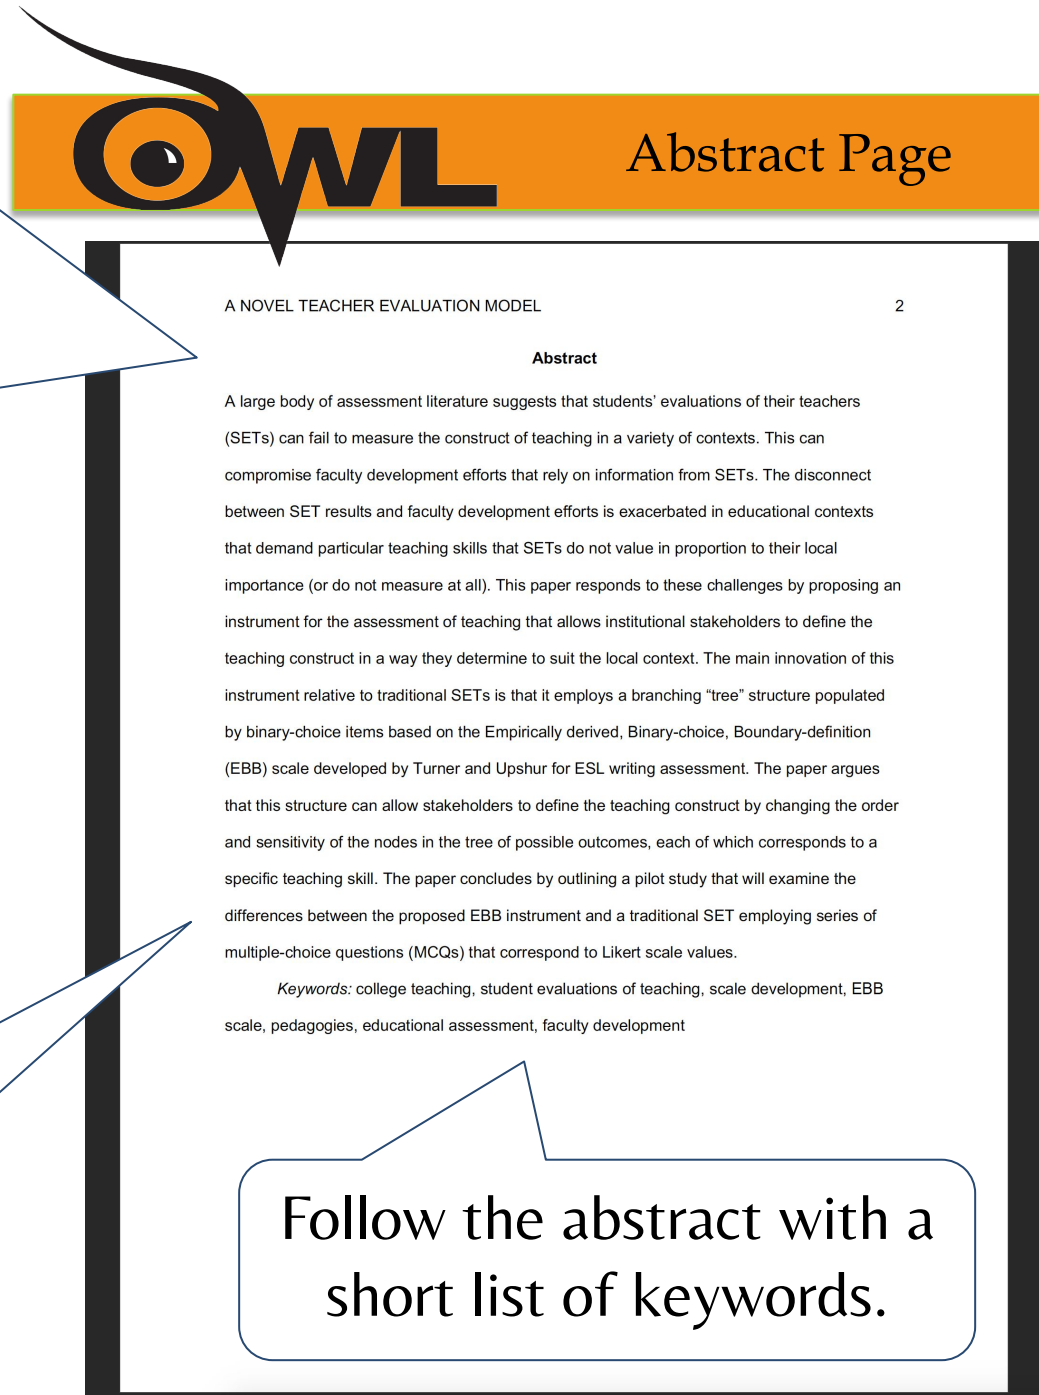 OWL
Abstract Page
A NOVEL TEACHER EVALUATION MODEL 2
Abstract
A large body of assessment literature suggests that students’ evaluations of their teachers
(SETs) can fail to measure the construct of teaching in a variety of contexts. This can
compromise faculty development efforts that rely on information from SETs. The disconnect
between SET results and faculty development efforts is exacerbated in educational contexts
that demand particular teaching skills that SETs do not value in proportion to their local
importance (or do not measure at all). This paper responds to these challenges by proposing an
instrument for the assessment of teaching that allows institutional stakeholders to define the
teaching construct in a way they determine to suit the local context. The main innovation of this
instrument relative to traditional SETs is that it employs a branching “tree” structure populated
by binary-choice items based on the Empirically derived, Binary-choice, Boundary-definition
(EBB) scale developed by Turner and Upshur for ESL writing assessment. The paper argues
that this structure can allow stakeholders to define the teaching construct by changing the order
and sensitivity of the nodes in the tree of possible outcomes, each of which corresponds to a
specific teaching skill. The paper concludes by outlining a pilot study that will examine the
differences between the proposed EBB instrument and a traditional SET employing series of
multiple-choice questions (MCQs) that correspond to Likert scale values.
Keywords: college teaching, student evaluations of teaching, scale development, EBB
scale, pedagogies, educational assessment, faculty development
Follow the abstract with a
short list of keywords.